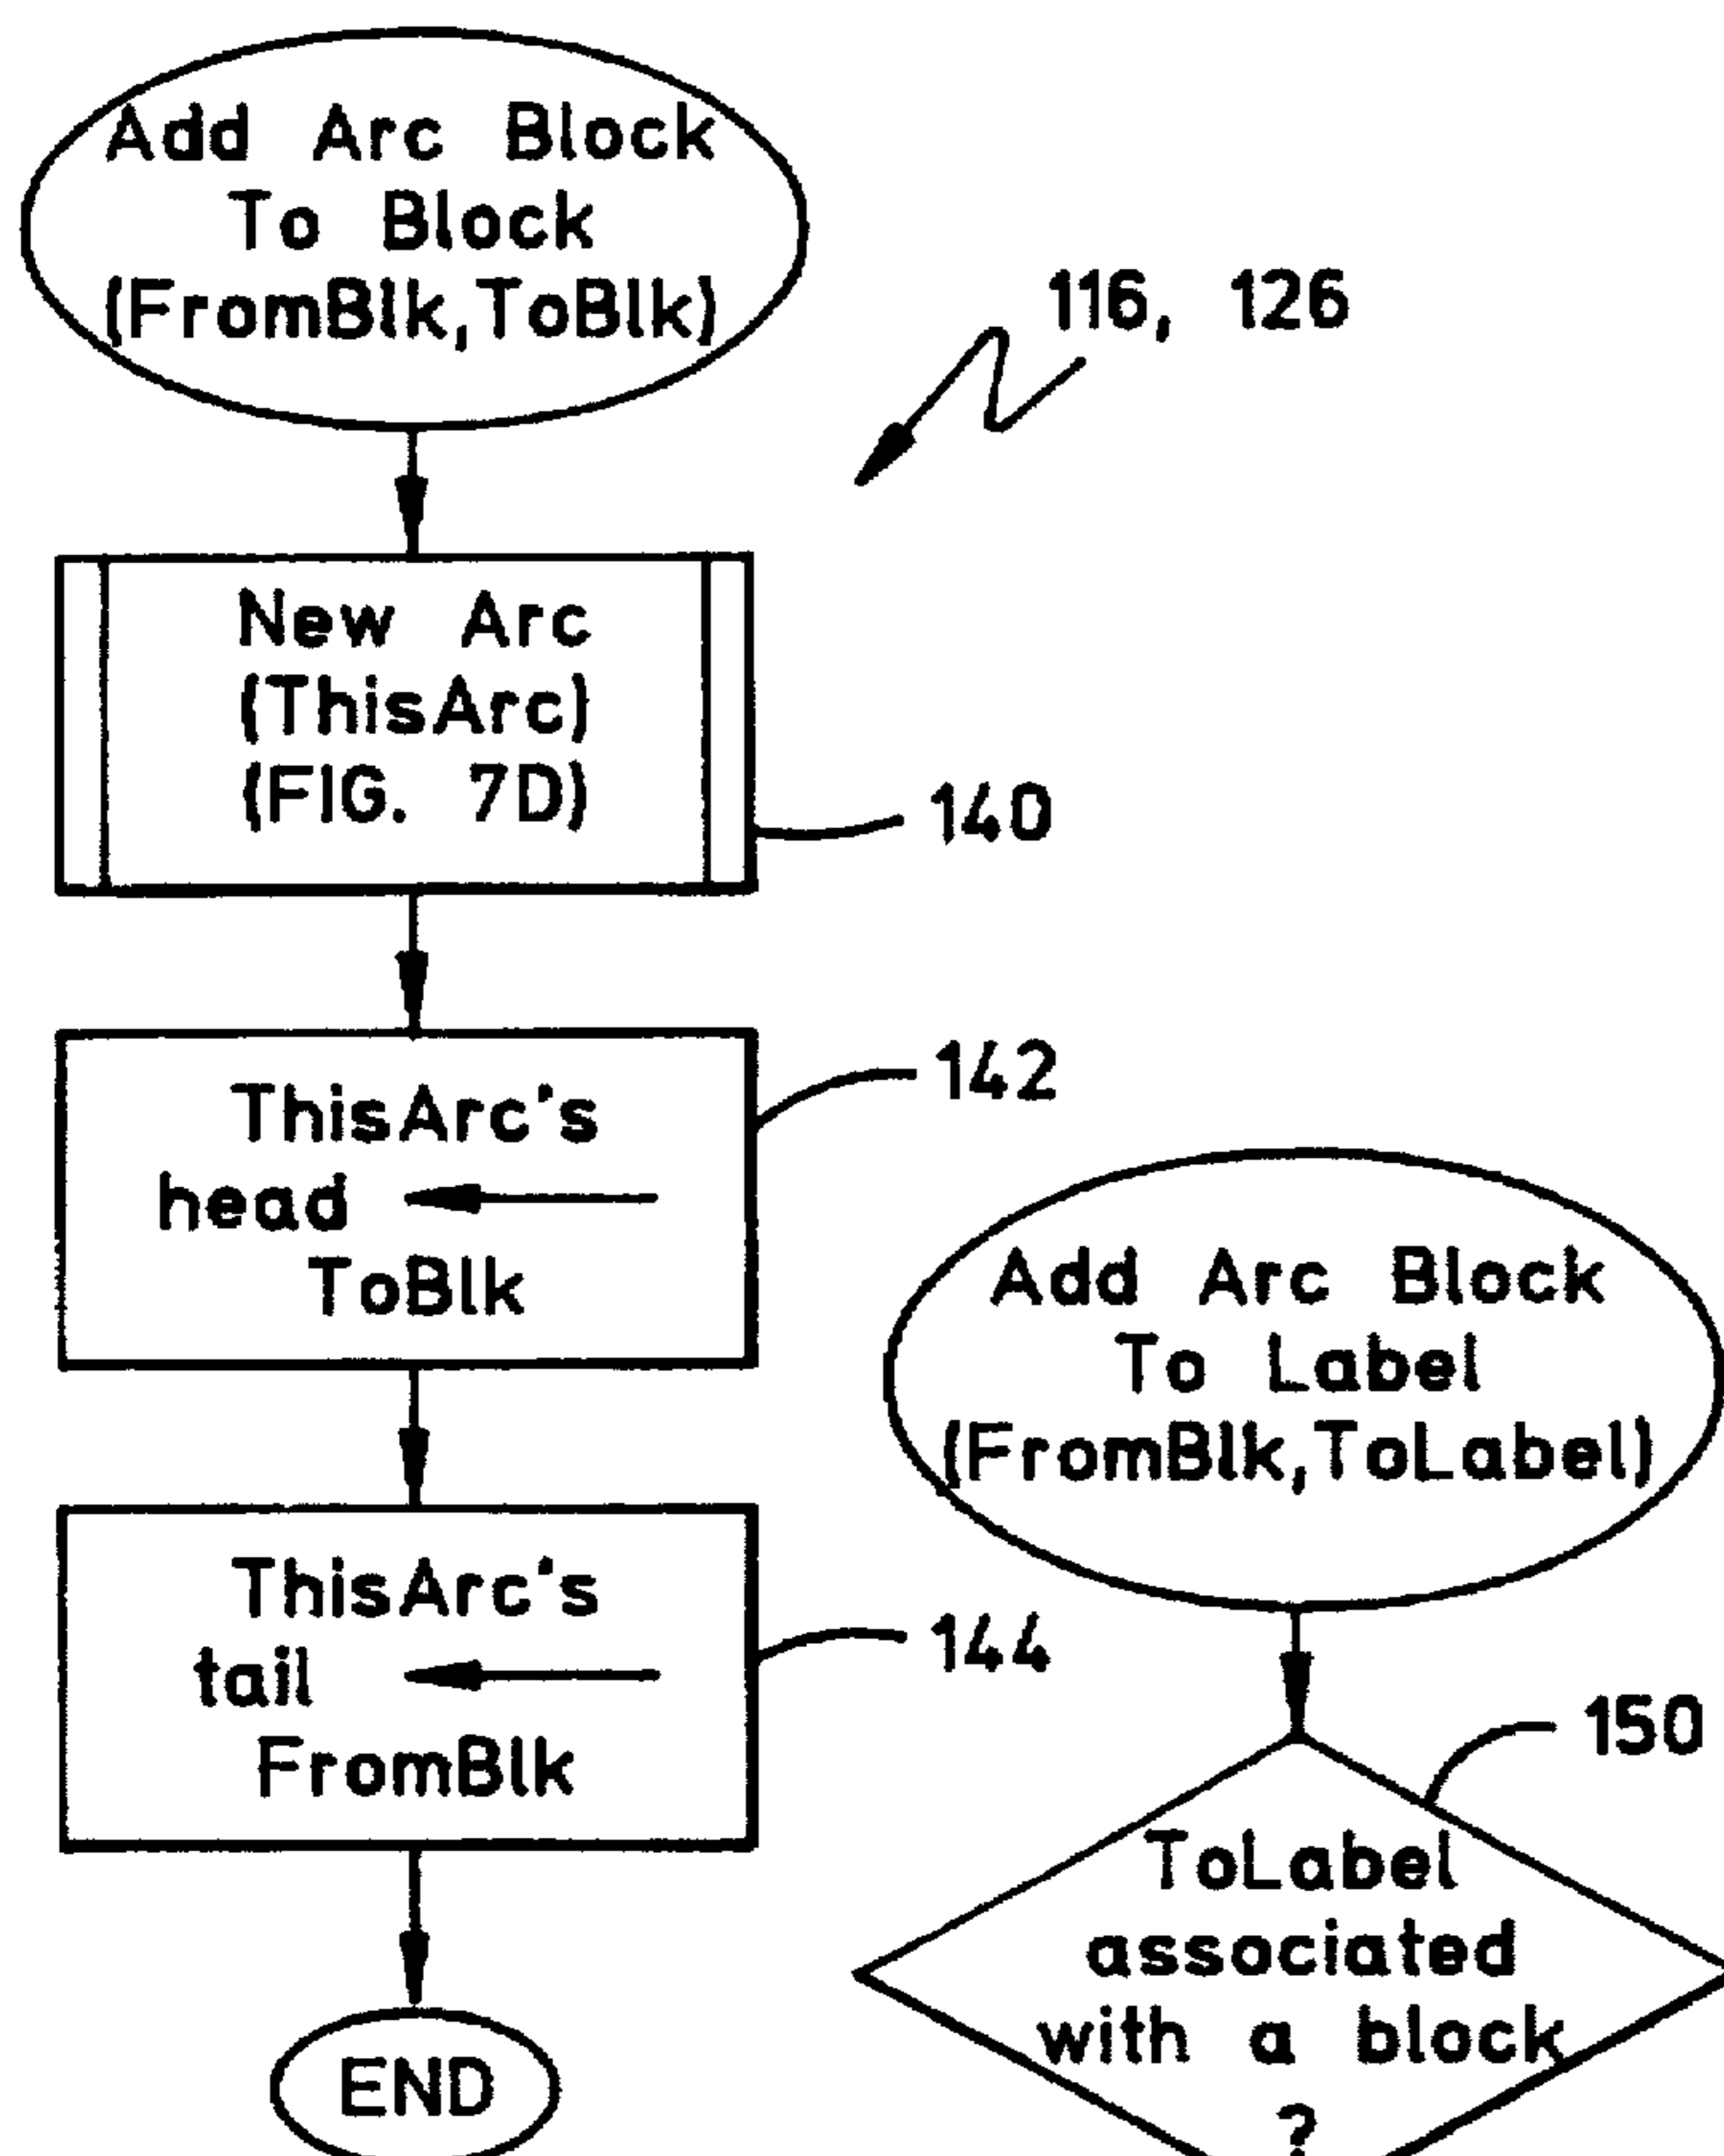 Add Arc Block
To Block
(FromBlk,ToBlk)
116, 126
New Arc
(ThisArc)
(FIG. 7D)
140
ThisArc's
head
ToBlk
142
ThisArc's
tail
FromBlk
144
END
Add Arc Block
To Label
(FromBlk,ToLabel)
150
ToLabel
associated
with a block
?